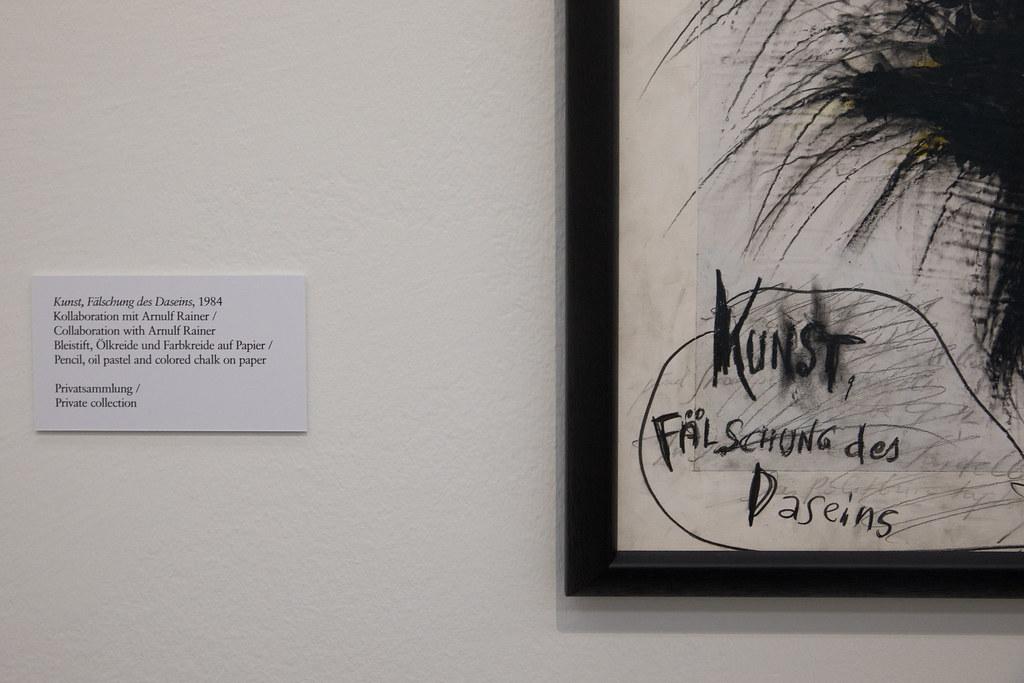 Kunst, Fälschung des Daseins, 1984
Kollaboration mit Arnulf Rainer /
Collaboration with Arnulf Rainer
Bleistift, Ölkreide und Farbkreide auf Papier /
Pencil, oil pastel and colored chalk on paper
Privatsammlung /
Private collection
KUNST,
FÄLSCHUNG des
Daseins